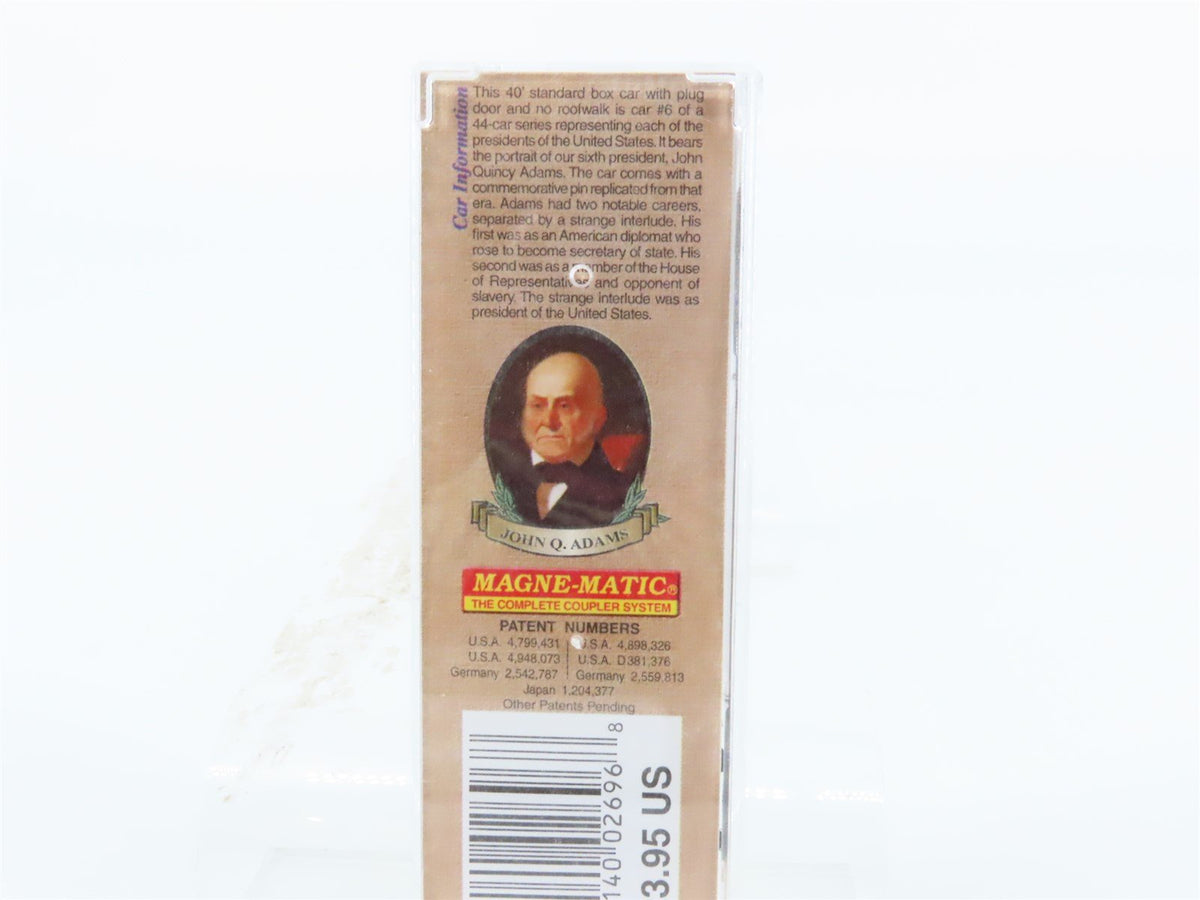 Car Information
This 40' standard box car with plug
door and no roofwalk is car #6 of a
44-car series representing each of the
presidents of the United States. It bears
the portrait of our sixth president, John
Quincy Adams. The car comes with a
commemorative pin replicated from that
era. Adams had two notable careers,
separated by a strange interlude. His
first was as an American diplomat who
rose to become secretary of state. His
second was as a member of the House
of Representatives and opponent of
slavery. The strange interlude was as
president of the United States.
JOHN Q. ADAMS
MAGNE-MATIC®
THE COMPLETE COUPLER SYSTEM
PATENT NUMBERS
U.S.A. 4,799,431 U.S.A. 4,898,326
U.S.A. 4,948,073 U.S.A. D381,376
Germany 2,542,787 Germany 2,559,813
Japan 1,204,377
Other Patents Pending
140 02696 8
3.95 US